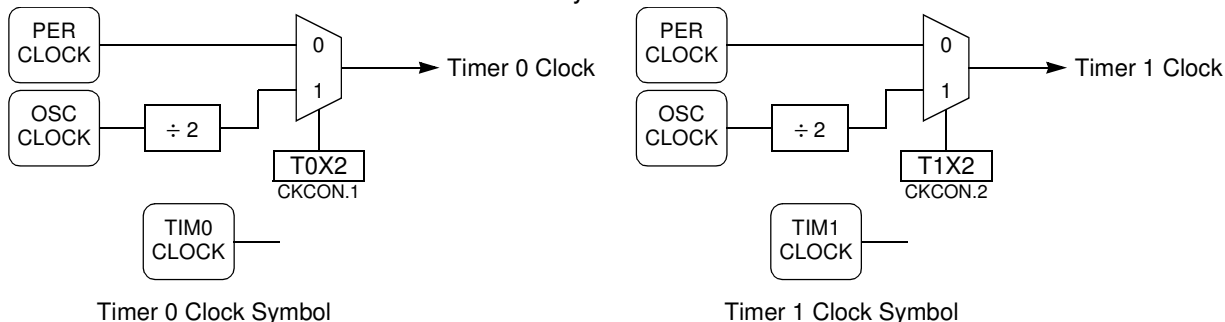 PER
CLOCK
0
Timer 0 Clock
OSC
CLOCK
÷ 2
1
T0X2
CKCON.1
TIM0
CLOCK
Timer 0 Clock Symbol
PER
CLOCK
0
Timer 1 Clock
OSC
CLOCK
÷ 2
1
T1X2
CKCON.2
TIM1
CLOCK
Timer 1 Clock Symbol